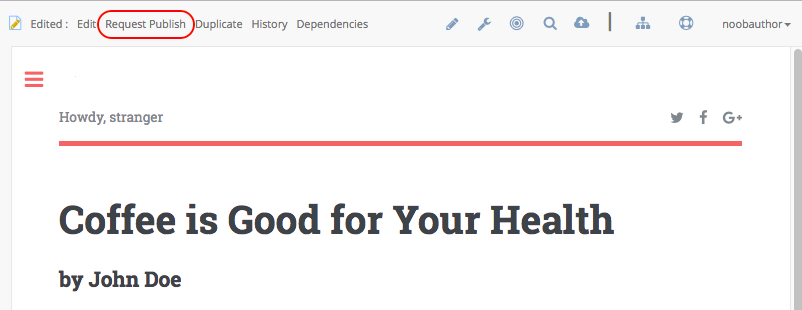 Edited : Edit Request Publish Duplicate History Dependencies noobauthor
Howdy, stranger
Coffee is Good for Your Health
by John Doe